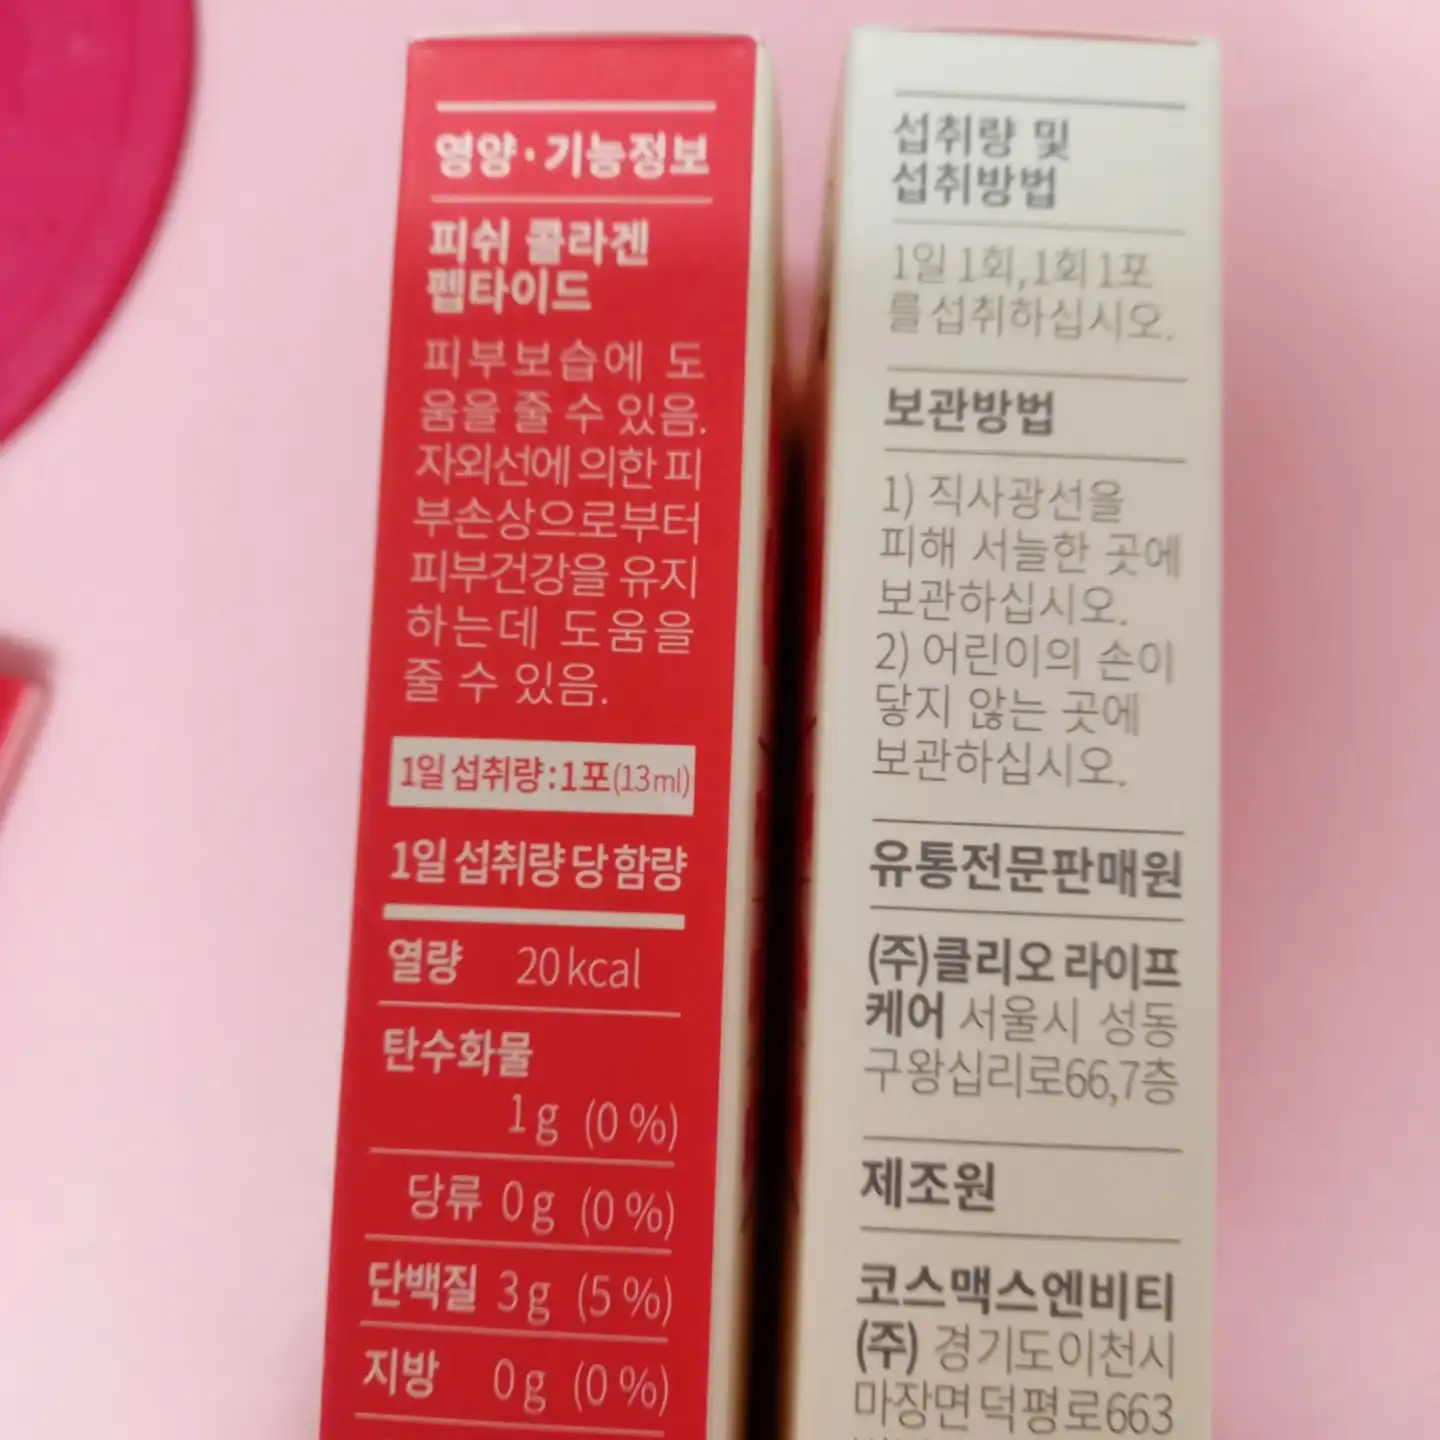 영양·기능정보
피쉬 콜라겐
펩타이드
피부보습에 도
움을 줄 수 있음.
자외선에 의한 피
부손상으로부터
피부건강을 유지
하는데 도움을
줄 수 있음.
1일 섭취량:1포(13ml)
1일 섭취량 당 함량
열량 20kcal
탄수화물
1g (0%)
당류 0g (0%)
단백질 3g (5%)
지방 0g (0%)
섭취량 및
섭취방법
1일 1회,1회 1포
를 섭취하십시오.
보관방법
1) 직사광선을
피해 서늘한 곳에
보관하십시오.
2) 어린이의 손이
닿지 않는 곳에
보관하십시오.
유통전문판매원
(주)클리오 라이프
케어 서울시 성동
구왕십리로66,7층
제조원
코스맥스엔비티
(주) 경기도이천시
마장면덕평로663